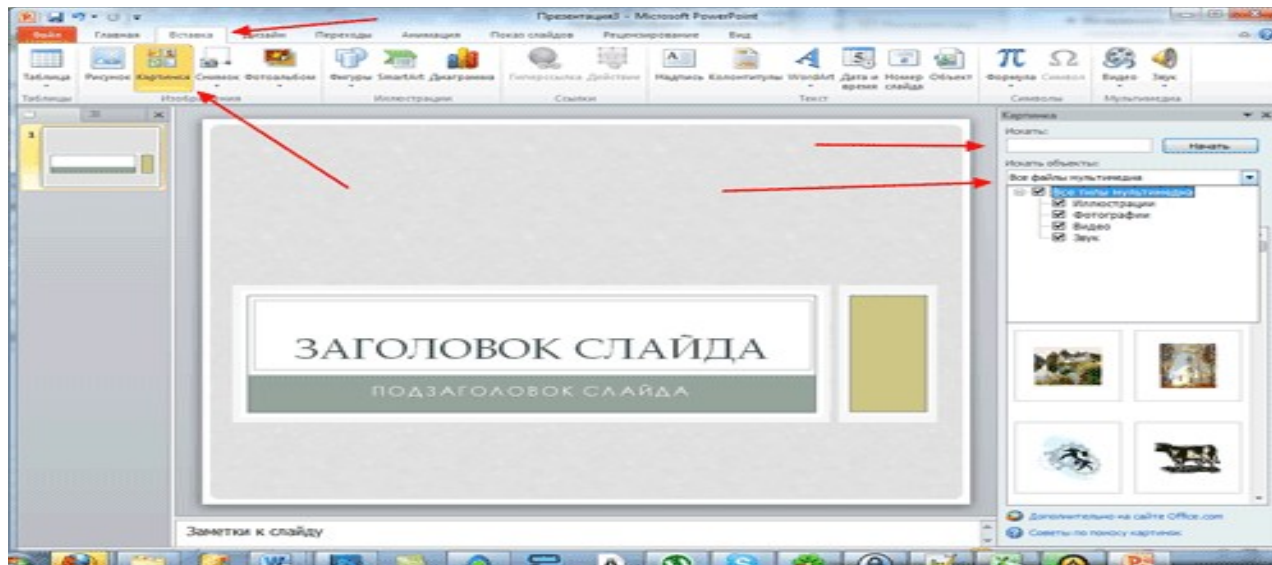 Презентация3 - Microsoft PowerPoint
Файл Главная Вставка Дизайн Переходы Анимация Показ слайдов Рецензирование Вид
Таблица Рисунок Картинка Снимок Фотоальбом Фигуры SmartArt Диаграмма Гиперссылка Действие Надпись Колонтитулы WordArt Дата и время Номер слайда Объект Формула Символ Видео Звук
Таблицы Изображения Иллюстрации Ссылки Текст Символы Мультимедиа
Картинка
Искать:
Начать
Искать объекты:
Все файлы мультимедиа
Все типы мультимедиа
Иллюстрации
Фотографии
Видео
Звук
1
ЗАГОЛОВОК СЛАЙДА
ПОДЗАГОЛОВОК СЛАЙДА
Дополнительно на сайте Office.com
Советы по поиску картинок
Заметки к слайду